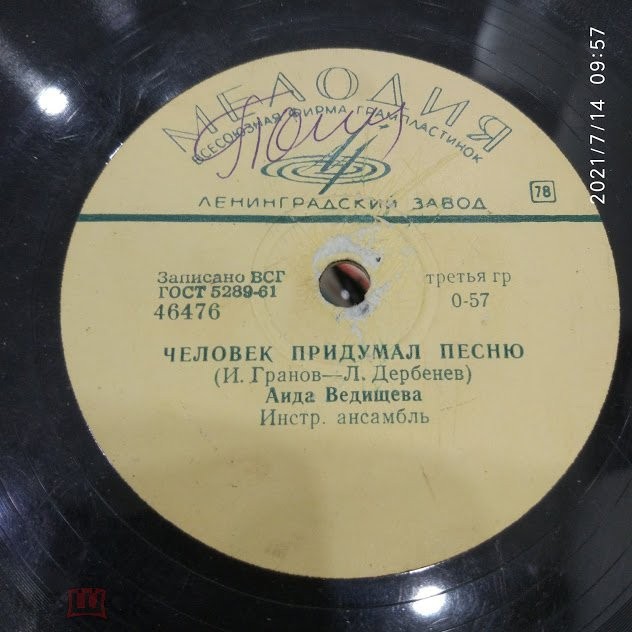 МЕЛОДИЯ
ВСЕСОЮЗНАЯ ФИРМА ГРАМПЛАСТИНОК
ЛЕНИНГРАДСКИЙ ЗАВОД
78
Записано ВСГ
ГОСТ 5289-61
46476
третья гр
0-57
ЧЕЛОВЕК ПРИДУМАЛ ПЕСНЮ
(И. Гранов—Л. Дербенев)
Аида Ведищева
Инстр. ансамбль
2021/7/14 09:57